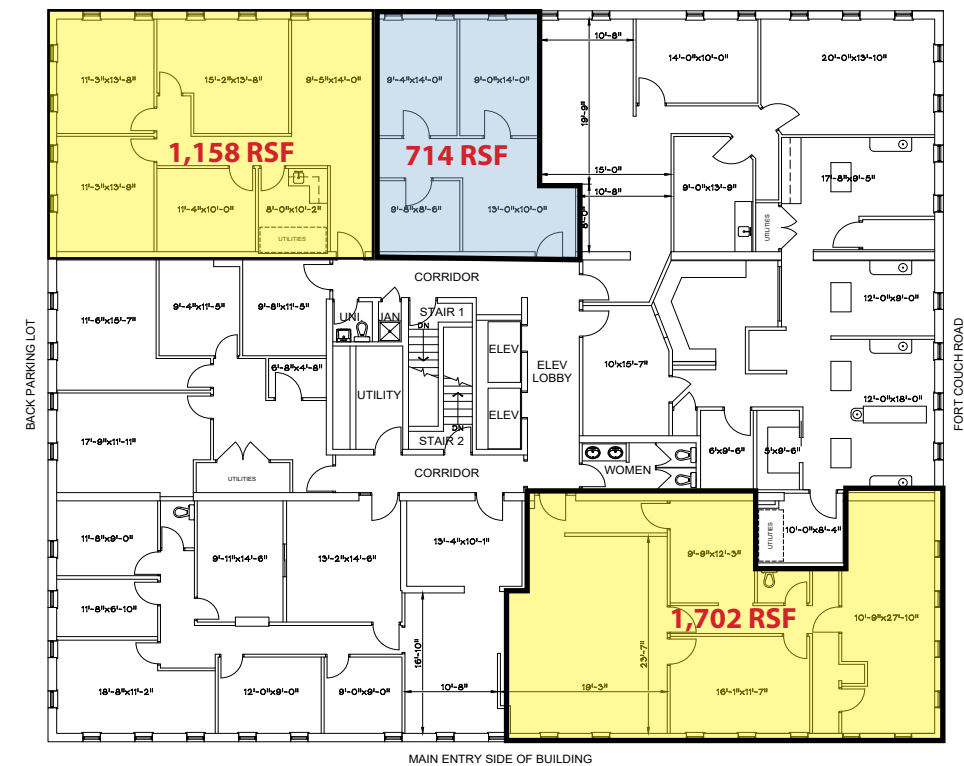 10'-8"
14'-0"x10'-0"
20'-0"x13'-10"
11'-3"x13'-8"
15'-2"x13'-8"
9'-5"x14'-0"
9'-4"x14'-0"
9'-0"x14'-0"
19'-9"
1,158 RSF
714 RSF
15'-0"
17'-8"x9'-5"
11'-3"x13'-9"
11'-4"x10'-0"
8'-0"x10'-2"
UTILITIES
9'-8"x8'-6"
13'-0"x10'-0"
10'-8"
8'-0"
9'-0"x13'-9"
UTILITIES
CORRIDOR
11'-6"x15'-7"
9'-4"x11'-5"
9'-8"x11'-5"
UNI
JAN
STAIR 1
DN
12'-0"x9'-0"
BACK PARKING LOT
FORT COUCH ROAD
6'-8"x4'-8"
UTILITY
ELEV
ELEV
LOBBY
10'x15'-7"
ELEV
DN
STAIR 2
12'-0"x18'-0"
17'-9"x11'-11"
UTILITIES
CORRIDOR
WOMEN
6'x9'-6"
5'x9'-6"
11'-8"x9'-0"
9'-11"x14'-6"
13'-2"x14'-6"
13'-4"x10'-1"
9'-9"x12'-3"
UTILITIES
10'-0"x8'-4"
11'-8"x6'-10"
1,702 RSF
10'-9"x27'-10"
16'-10"
23'-7"
18'-8"x11'-2"
12'-0"x9'-0"
9'-0"x9'-0"
10'-8"
19'-3"
16'-1"x11'-7"
MAIN ENTRY SIDE OF BUILDING